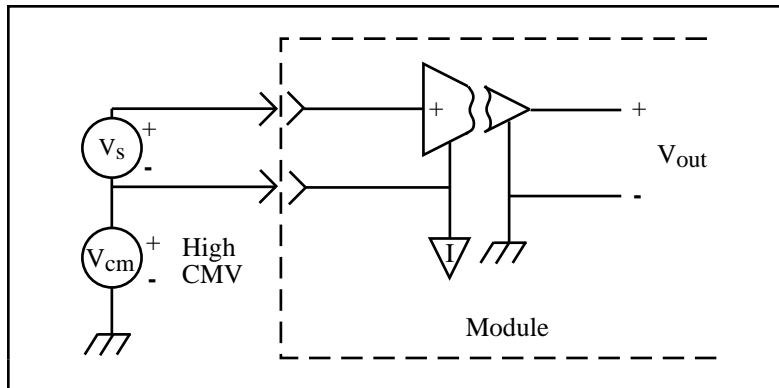 Vs
+
-
Vcm
+
-
High
CMV
+
I
+
Vout
-
Module